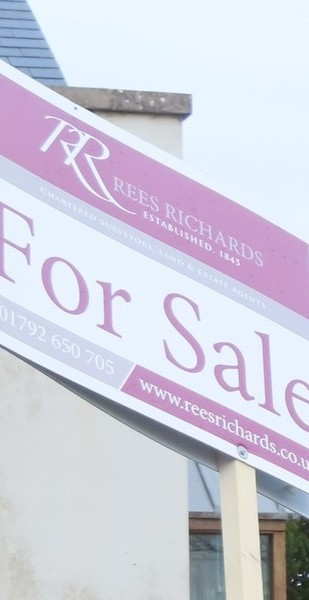 RR
REES RICHARDS
ESTABLISHED, 1845
CHARTERED SURVEYORS, LAND & ESTATE AGENTS
For Sale
01792 650 705
www.reesrichards.co.u